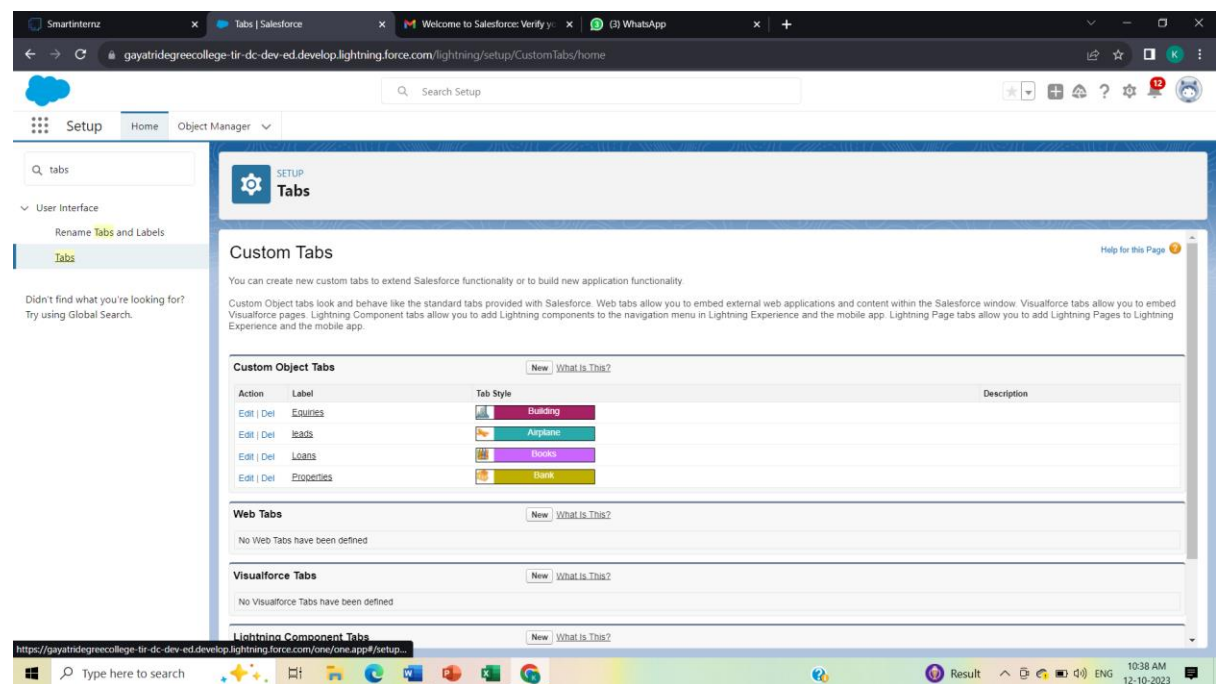 Smartinternz
Tabs | Salesforce
Welcome to Salesforce: Verify yo
(3) WhatsApp
gayatridegreecollege-tir-dc-dev-ed.develop.lightning.force.com/lightning/setup/CustomTabs/home
K
Search Setup
12
Setup Home Object Manager
tabs
User Interface
Rename Tabs and Labels
Tabs
Didn't find what you're looking for?
Try using Global Search.
SETUP
Tabs
Custom Tabs
Help for this Page
You can create new custom tabs to extend Salesforce functionality or to build new application functionality.
Custom Object tabs look and behave like the standard tabs provided with Salesforce. Web tabs allow you to embed external web applications and content within the Salesforce window. Visualforce tabs allow you to embed
Visualforce pages. Lightning Component tabs allow you to add Lightning components to the navigation menu in Lightning Experience and the mobile app. Lightning Page tabs allow you to add Lightning Pages to Lightning
Experience and the mobile app.
Custom Object Tabs New What Is This?
Action Label Tab Style Description
Edit | Del Equiries Building
Edit | Del leads Airplane
Edit | Del Loans Books
Edit | Del Properties Bank
Web Tabs New What Is This?
No Web Tabs have been defined
Visualforce Tabs New What Is This?
No Visualforce Tabs have been defined
Lightning Component Tabs New What Is This?
https://gayatridegreecollege-tir-dc-dev-ed.develop.lightning.force.com/one/one.app#/setup...
Type here to search
Result
ENG
10:38 AM
12-10-2023